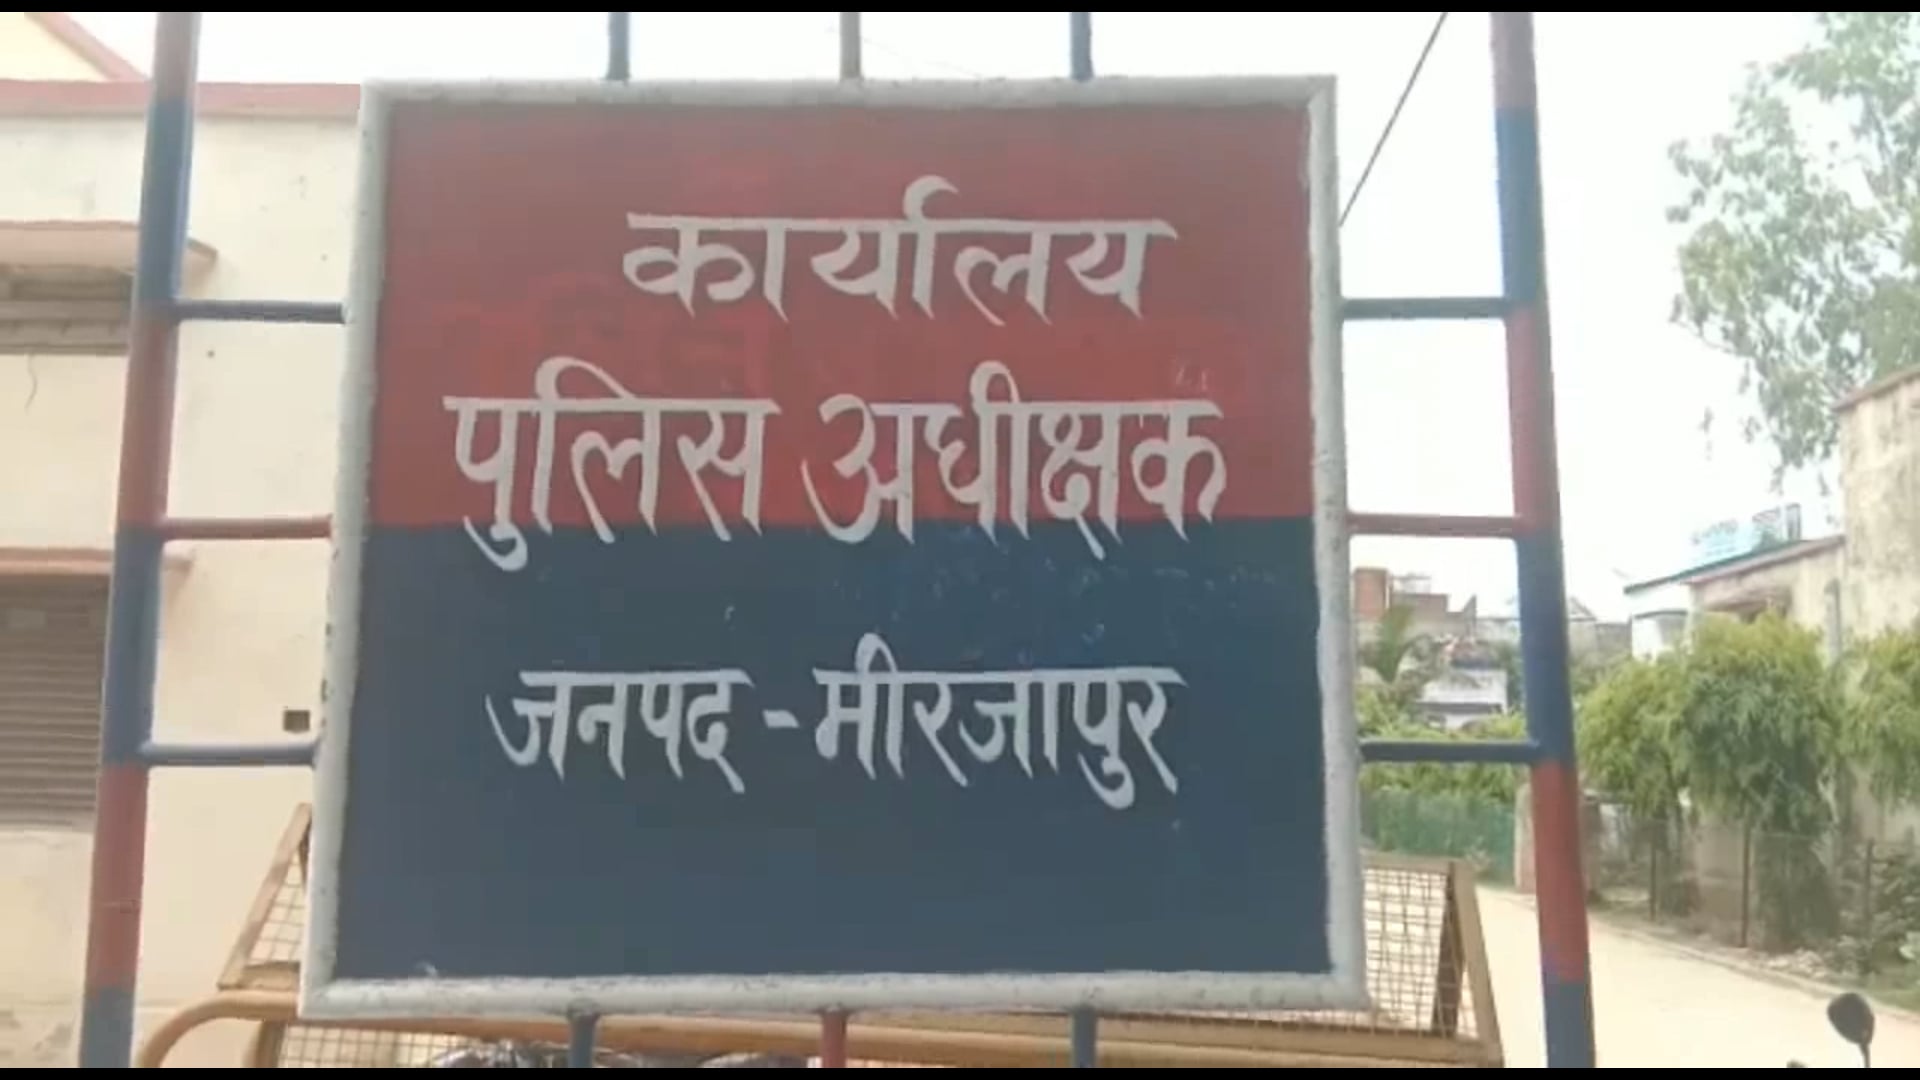 कार्यालय
पुलिस अधीक्षक
जनपद - मीरजापुर